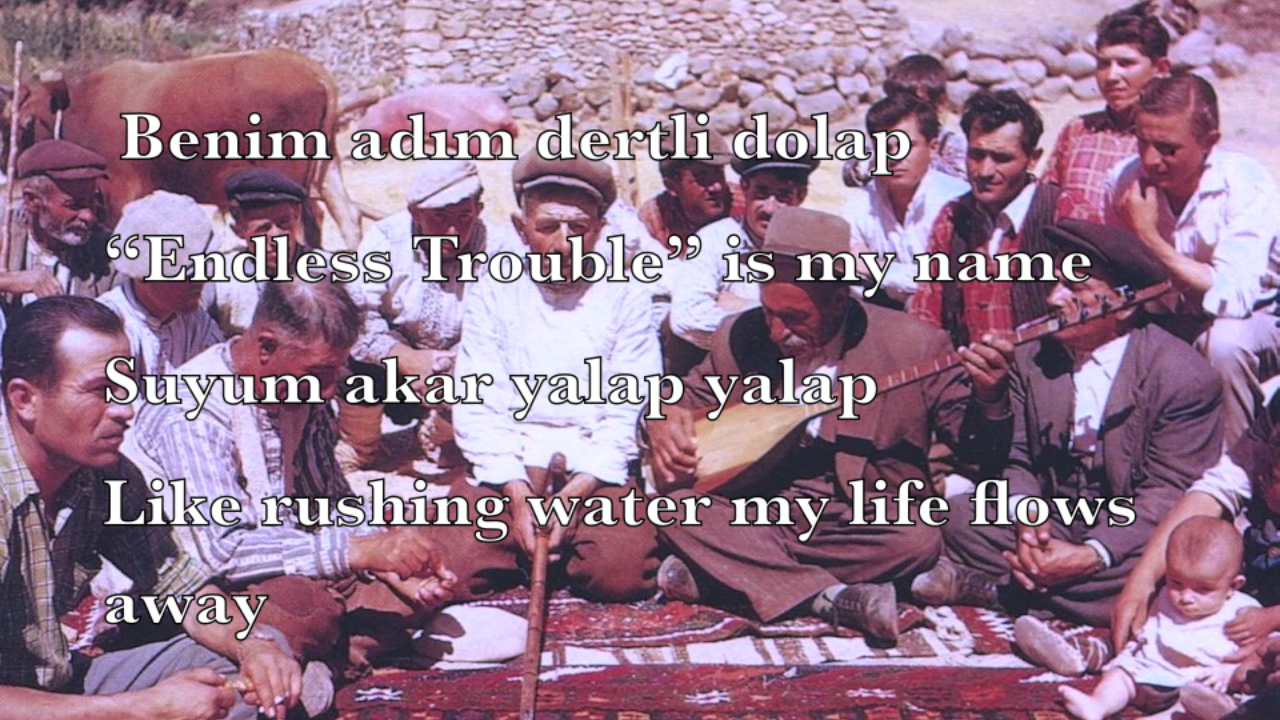 Benim adım dertli dolap
“Endless Trouble” is my name
Suyum akar yalap yalap
Like rushing water my life flows
away